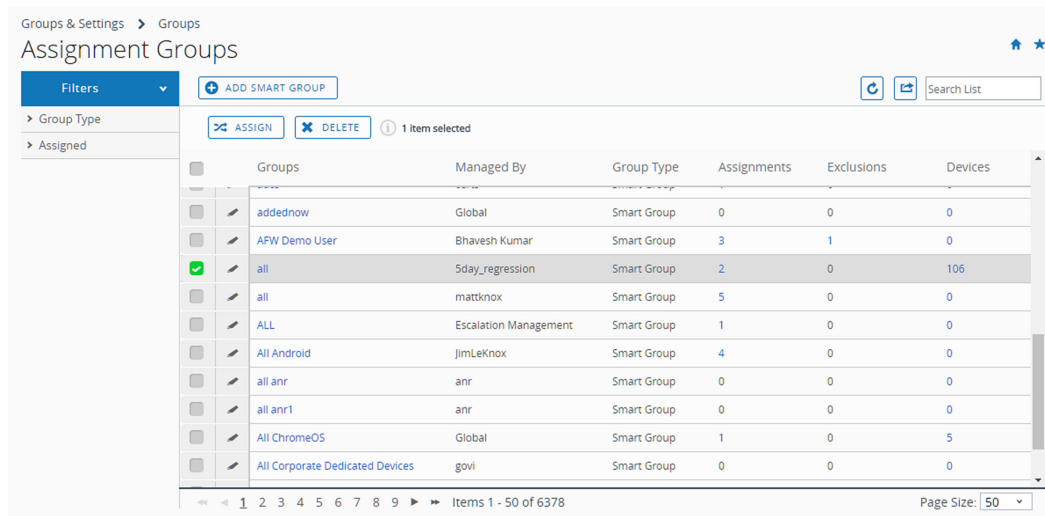 Groups & Settings > Groups
Assignment Groups
Filters
ADD SMART GROUP
Search List
Group Type
Assigned
ASSIGN DELETE 1 item selected
Groups Managed By Group Type Assignments Exclusions Devices
addednow Global Smart Group 0 0 0
AFW Demo User Bhavesh Kumar Smart Group 3 1 0
all 5day_regression Smart Group 2 0 106
all mattknox Smart Group 5 0 0
ALL Escalation Management Smart Group 1 0 0
All Android JimLeKnox Smart Group 4 0 0
all anr anr Smart Group 0 0 0
all anr1 anr Smart Group 0 0 0
All ChromeOS Global Smart Group 1 0 5
All Corporate Dedicated Devices govi Smart Group 0 0 0
1 2 3 4 5 6 7 8 9 Items 1 - 50 of 6378 Page Size: 50